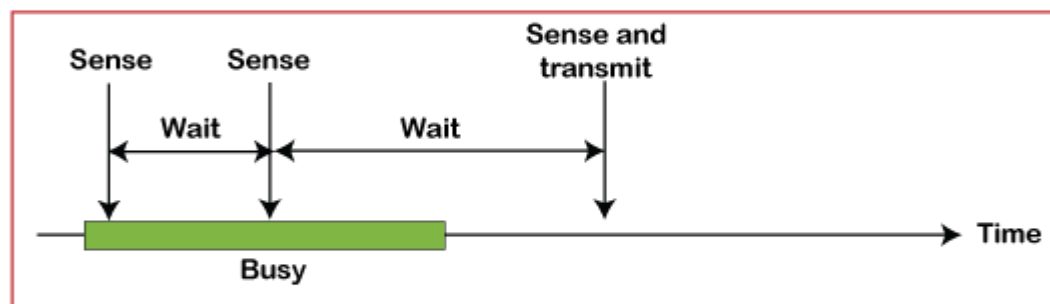 Sense
Sense
Sense and
transmit
Wait
Wait
Time
Busy